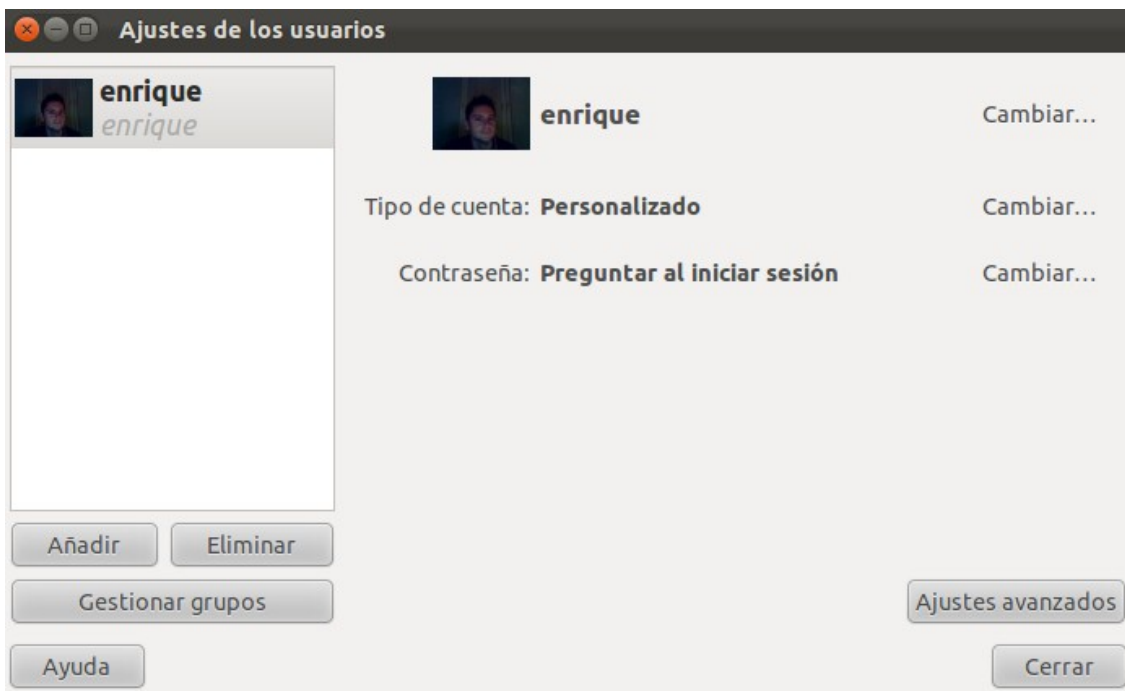 Ajustes de los usuarios
enrique
enrique
enrique Cambiar...
Tipo de cuenta: Personalizado Cambiar...
Contraseña: Preguntar al iniciar sesión Cambiar...
Añadir Eliminar
Gestionar grupos Ajustes avanzados
Ayuda Cerrar